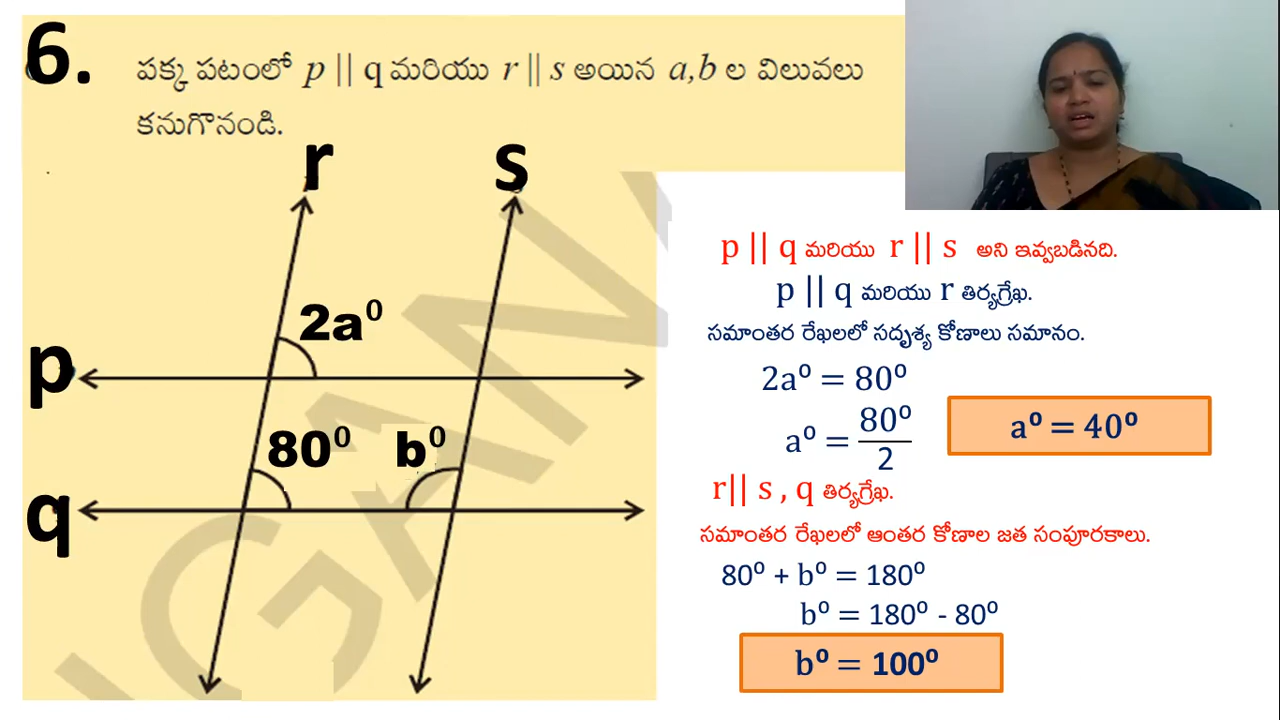 6. పక్క పటంలో p || q మరియు r || s అయిన a,b ల విలువలు
కనుగొనండి.
r s
2a⁰
p
80⁰ b⁰
q
p || q మరియు r || s అని ఇవ్వబడినది.
p || q మరియు r తిర్యగ్రేఖ.
సమాంతర రేఖలలో సదృశ్య కోణాలు సమానం.
2a⁰ = 80⁰
a⁰ = 80⁰/2
a⁰ = 40⁰
r|| s , q తిర్యగ్రేఖ.
సమాంతర రేఖలలో ఆంతర కోణాల జత సంపూరకాలు.
80⁰ + b⁰ = 180⁰
b⁰ = 180⁰ - 80⁰
b⁰ = 100⁰